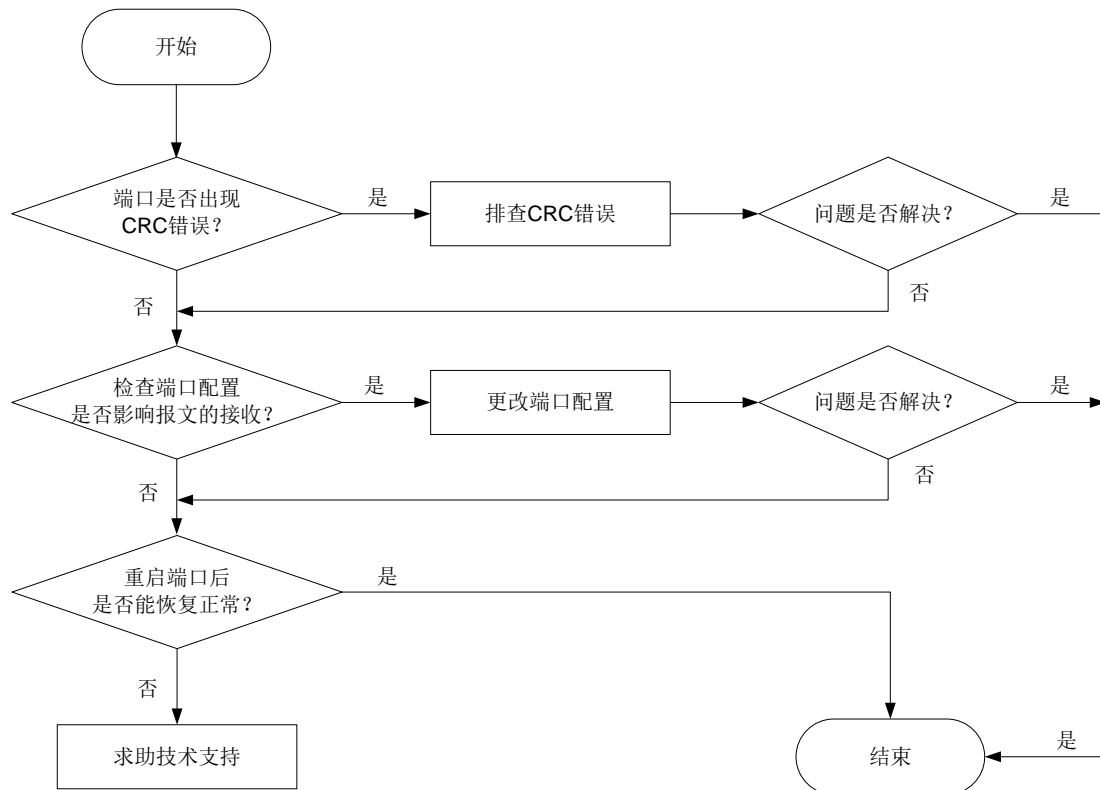 开始
端口是否出现
CRC错误？
是
排查CRC错误
问题是否解决？
是
否
否
检查端口配置
是否影响报文的接收？
是
更改端口配置
问题是否解决？
是
否
否
重启端口后
是否能恢复正常？
是
否
求助技术支持
结束
是